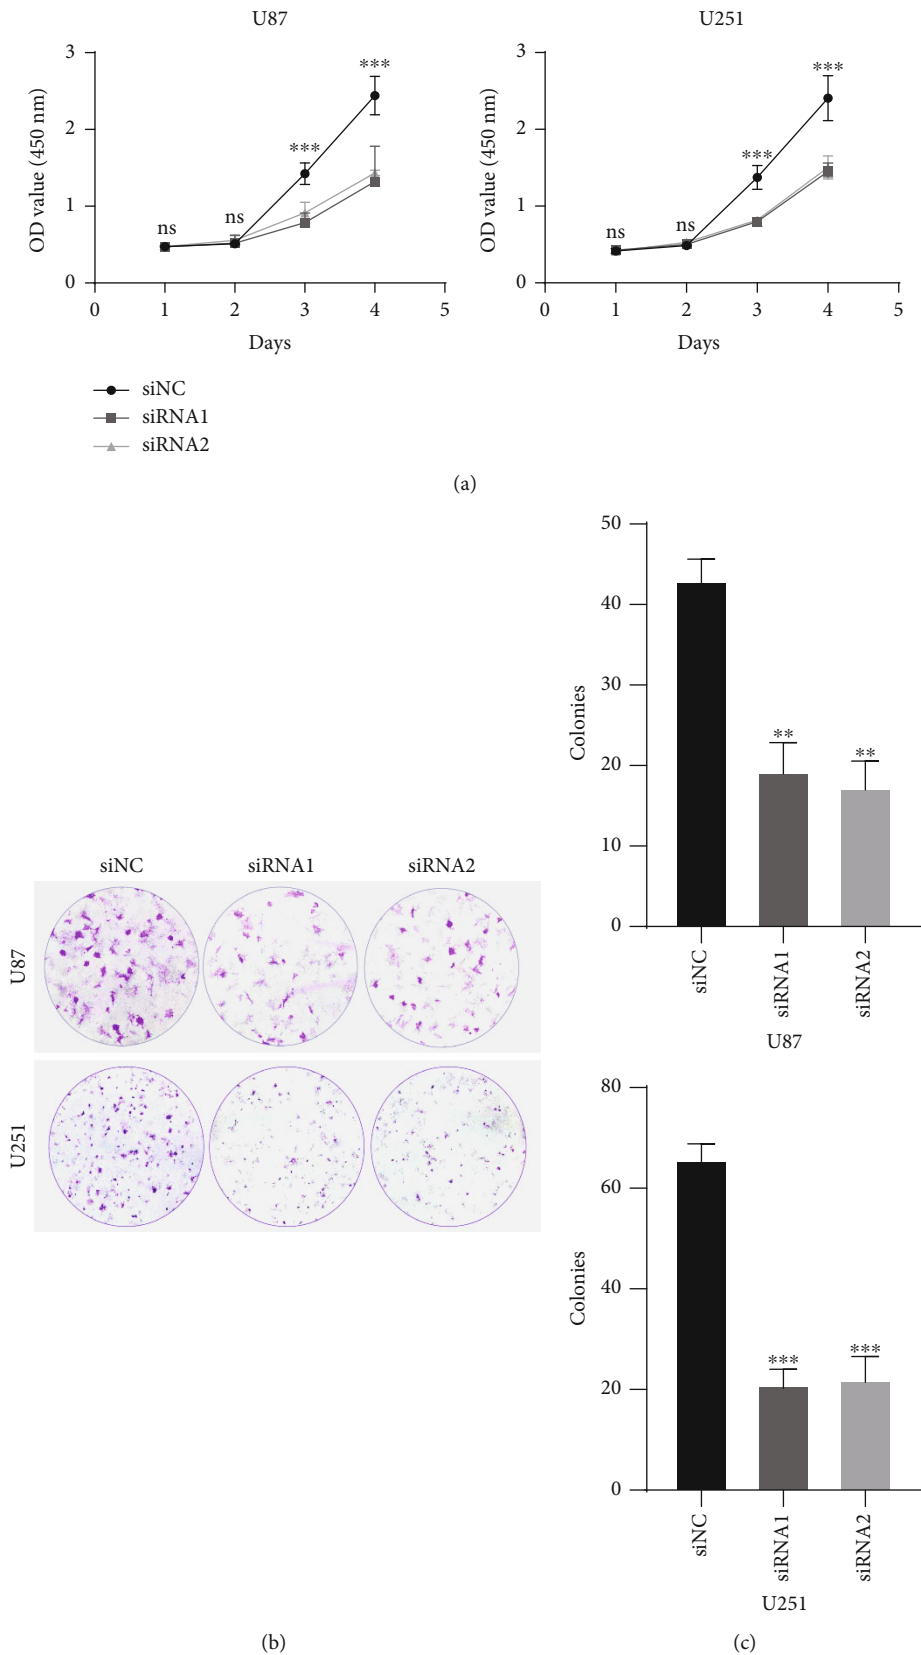 U87
U251
3
2
1
0
OD value (450 nm)
ns
ns
***
***
0
1
2
3
4
5
Days
3
2
1
0
OD value (450 nm)
ns
ns
***
***
0
1
2
3
4
5
Days
siNC
siRNA1
siRNA2
(a)
siNC
siRNA1
siRNA2
U87
U251
(b)
50
40
30
20
10
0
Colonies
**
**
siNC
siRNA1
siRNA2
U87
80
60
40
20
0
Colonies
***
***
siNC
siRNA1
siRNA2
U251
(c)